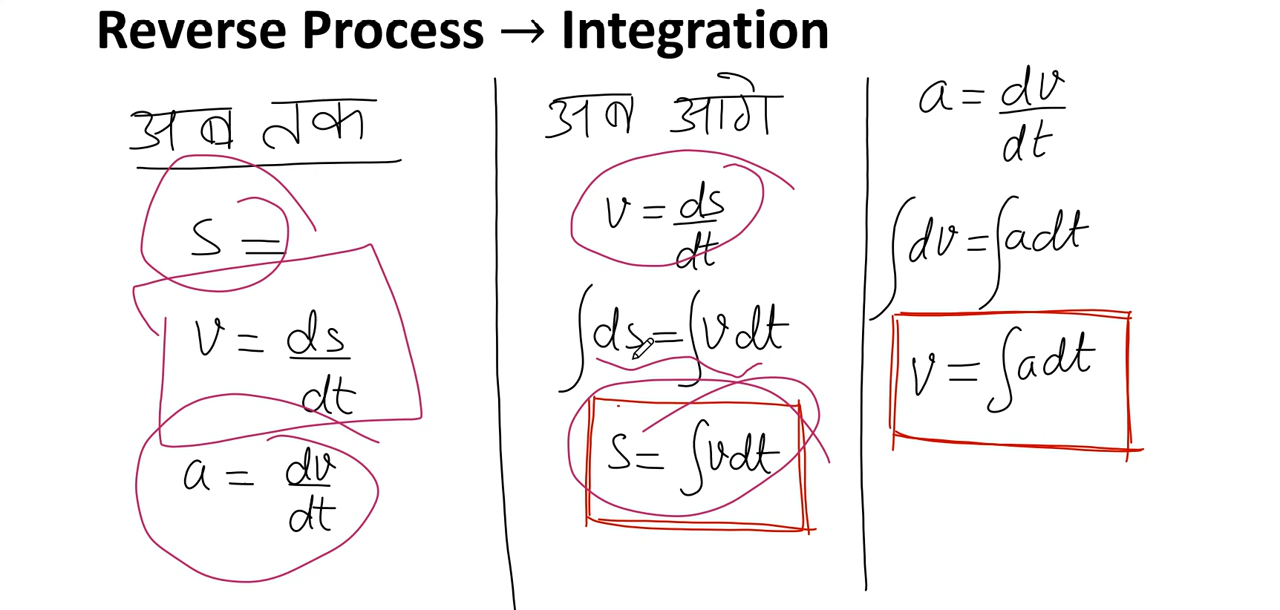 Reverse Process → Integration
अब तक
s =
v = ds/dt
a = dv/dt
अब आगे
v = ds/dt
∫ds = ∫vdt
s = ∫vdt
a = dv/dt
∫dv = ∫adt
v = ∫adt